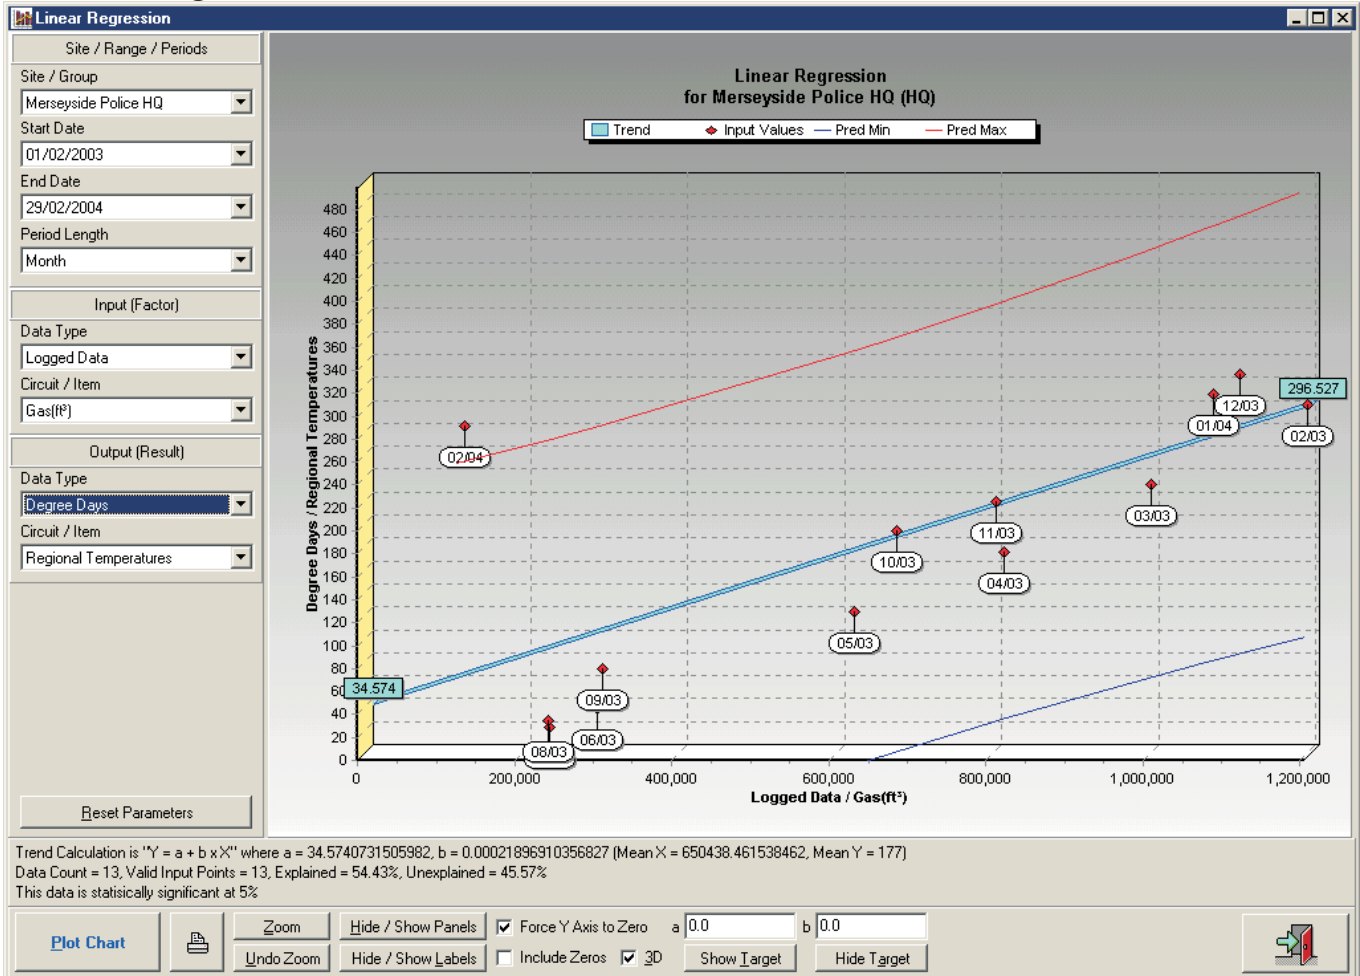 Linear Regression
Site / Range / Periods
Site / Group
Merseyside Police HQ
Start Date
01/02/2003
End Date
29/02/2004
Period Length
Month
Input (Factor)
Data Type
Logged Data
Circuit / Item
Gas(ft³)
Output (Result)
Data Type
Degree Days
Circuit / Item
Regional Temperatures
Reset Parameters
Linear Regression
for Merseyside Police HQ (HQ)
Trend Input Values Pred Min Pred Max
Degree Days / Regional Temperatures
480
460
440
420
400
380
360
340
320
300
280
260
240
220
200
180
160
140
120
100
80
60
40
20
0
296.527
12/03
01/04
02/03
02/04
03/03
11/03
10/03
04/03
05/03
34.574
09/03
06/03
08/03
0 200,000 400,000 600,000 800,000 1,000,000 1,200,000
Logged Data / Gas(ft³)
Trend Calculation is "Y = a + b x X" where a = 34.5740731505982, b = 0.00021896910356827 (Mean X = 650438.461538462, Mean Y = 177)
Data Count = 13, Valid Input Points = 13, Explained = 54.43%, Unexplained = 45.57%
This data is statisically significant at 5%
Plot Chart
Zoom Hide / Show Panels Force Y Axis to Zero a 0.0 b 0.0
Undo Zoom Hide / Show Labels Include Zeros 3D Show Target Hide Target